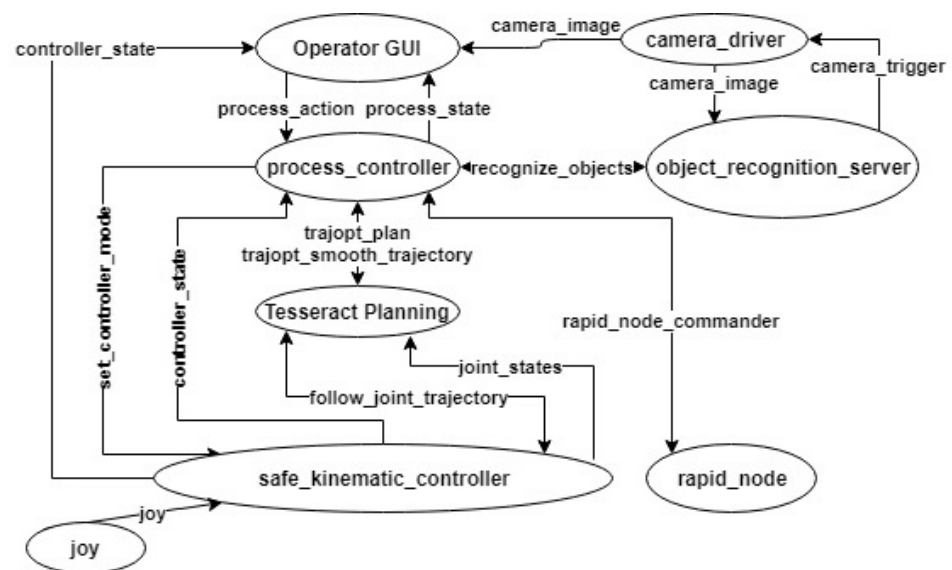 controller_state
Operator GUI
camera_image
camera_driver
camera_trigger
camera_image
process_action
process_state
process_controller
recognize_objects
object_recognition_server
set_controller_mode
controller_state
trajopt_plan
trajopt_smooth_trajectory
Tesseract Planning
rapid_node_commander
joint_states
follow_joint_trajectory
safe_kinematic_controller
rapid_node
joy
joy